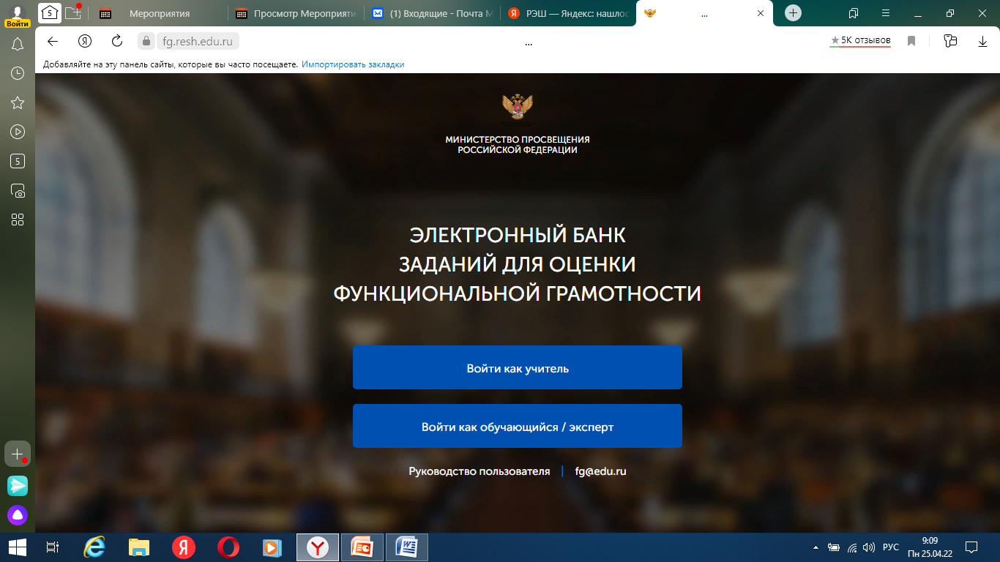 5
Мероприятия
Просмотр Мероприяти
(1) Входящие - Почта М
РЭШ — Яндекс: нашлос
...
Войти
fg.resh.edu.ru
...
5К отзывов
Добавляйте на эту панель сайты, которые вы часто посещаете. Импортировать закладки
5
МИНИСТЕРСТВО ПРОСВЕЩЕНИЯ
РОССИЙСКОЙ ФЕДЕРАЦИИ
ЭЛЕКТРОННЫЙ БАНК
ЗАДАНИЙ ДЛЯ ОЦЕНКИ
ФУНКЦИОНАЛЬНОЙ ГРАМОТНОСТИ
Войти как учитель
Войти как обучающийся / эксперт
Руководство пользователя | fg@edu.ru
РУС
9:09
Пн 25.04.22